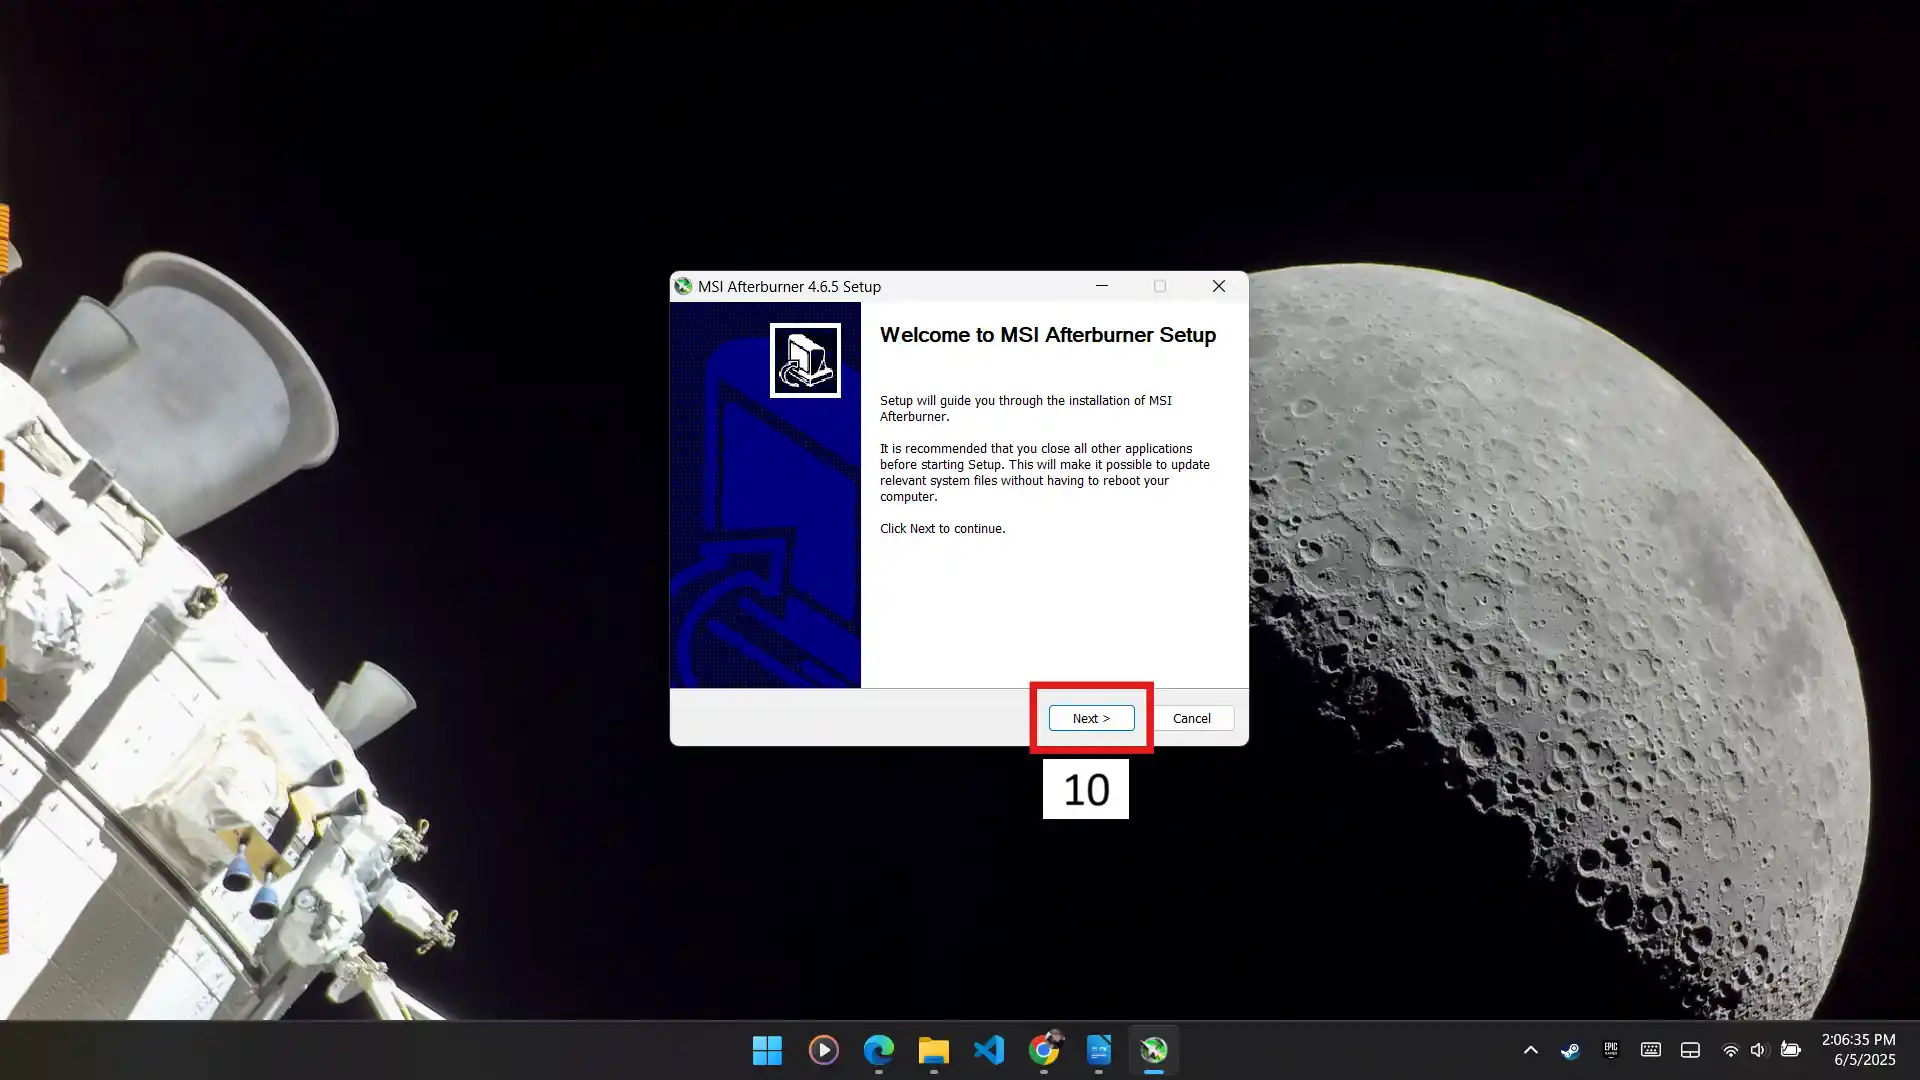 MSI Afterburner 4.6.5 Setup
Welcome to MSI Afterburner Setup
Setup will guide you through the installation of MSI
Afterburner.
It is recommended that you close all other applications
before starting Setup. This will make it possible to update
relevant system files without having to reboot your
computer.
Click Next to continue.
Next >
Cancel
10
EPIC
2:06:35 PM
6/5/2025